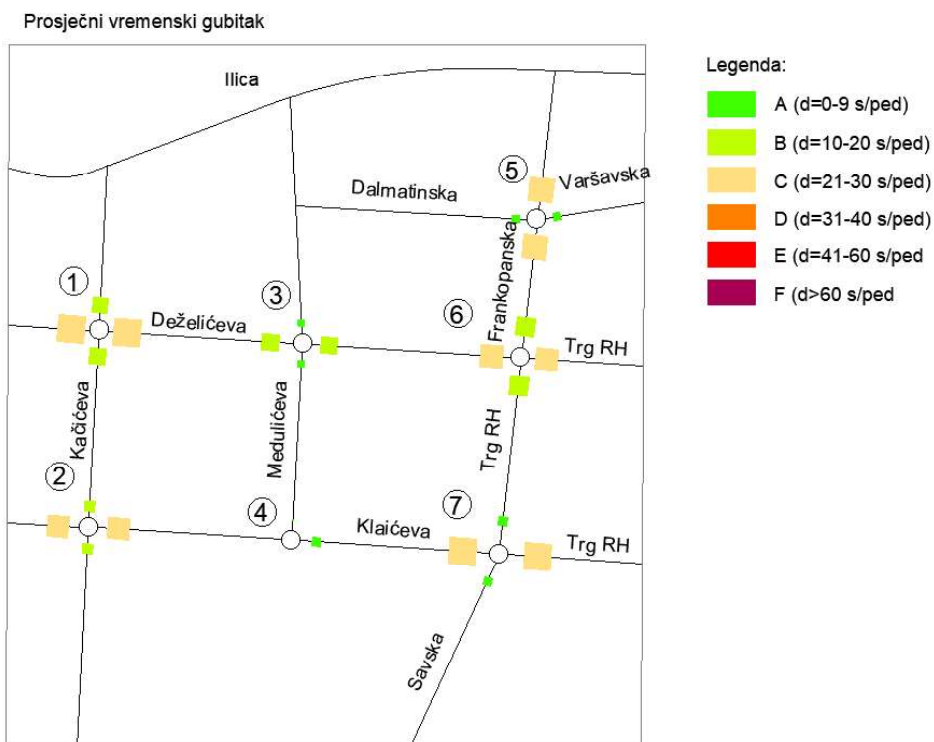 Prosječni vremenski gubitak
Ilica
Legenda:
A (d=0-9 s/ped)
B (d=10-20 s/ped)
C (d=21-30 s/ped)
D (d=31-40 s/ped)
E (d=41-60 s/ped
F (d>60 s/ped
5
Varšavska
Dalmatinska
Frankopanska
1
3
6
Deželićeva
Trg RH
Kačićeva
Medulićeva
Trg RH
2
4
7
Klaićeva
Trg RH
Savska